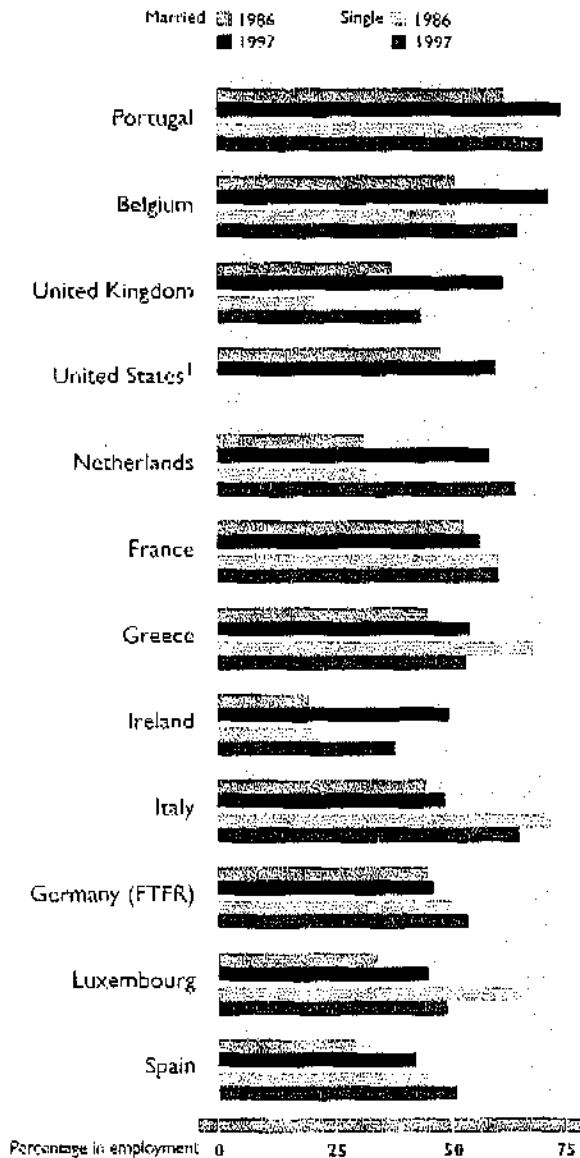 Married 1986 Single 1986
1997 1997
Portugal
Belgium
United Kingdom
United States¹
Netherlands
France
Greece
Ireland
Italy
Germany (FTFR)
Luxembourg
Spain
Percentage in employment 0 25 50 75